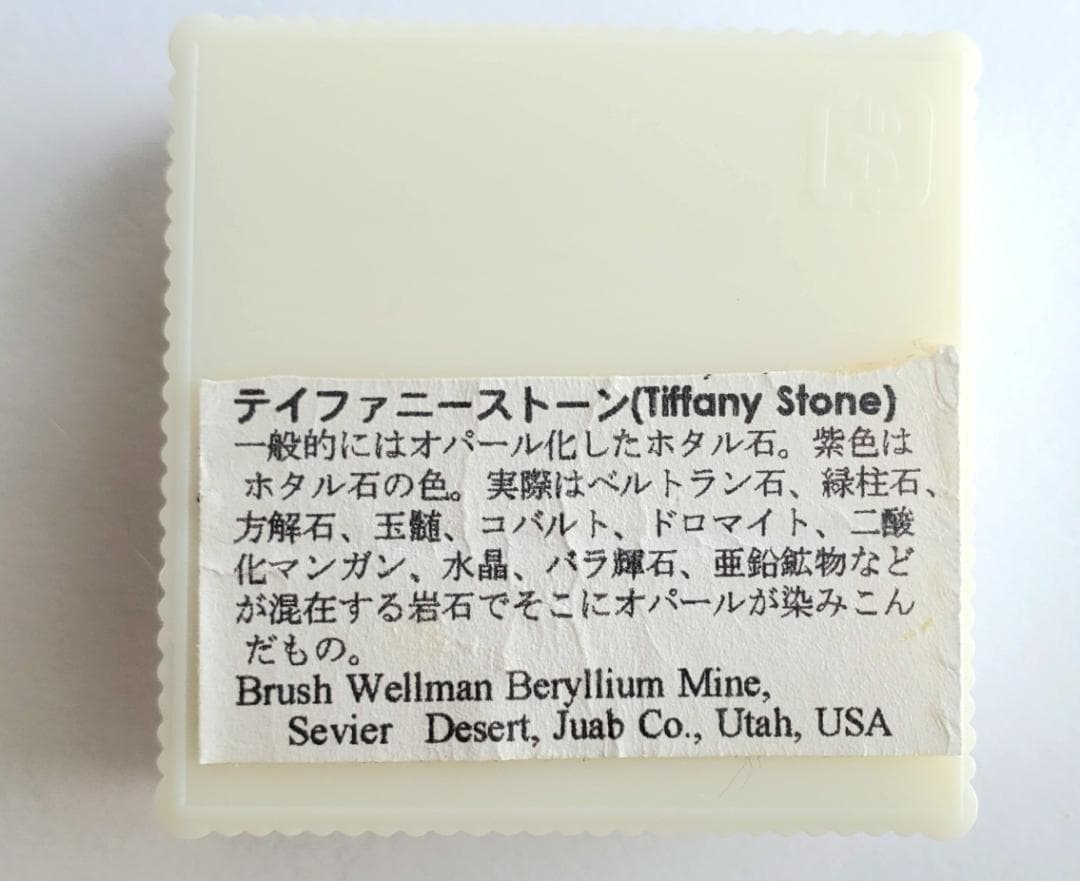 テイファニーストーン(Tiffany Stone)
一般的にはオパール化したホタル石。紫色は
ホタル石の色。実際はベルトラン石、緑柱石、
方解石、玉髄、コバルト、ドロマイト、二酸
化マンガン、水晶、バラ輝石、亜鉛鉱物など
が混在する岩石でそこにオパールが染みこん
だもの。
Brush Wellman Beryllium Mine,
Sevier Desert, Juab Co., Utah, USA